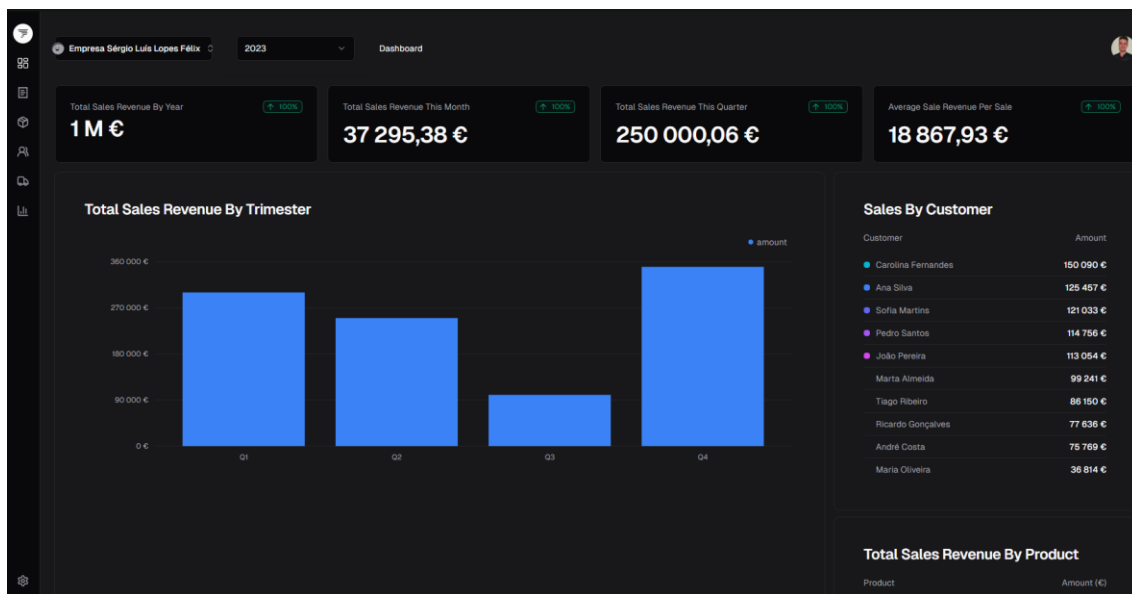 Empresa Sérgio Luís Lopes Félix
2023
Dashboard
Total Sales Revenue By Year
↑ 100%
1 M €
Total Sales Revenue This Month
↑ 100%
37 295,38 €
Total Sales Revenue This Quarter
↑ 100%
250 000,06 €
Average Sale Revenue Per Sale
↑ 100%
18 867,93 €
Total Sales Revenue By Trimester
amount
360 000 €
270 000 €
180 000 €
90 000 €
0 €
Q1 Q2 Q3 Q4
Sales By Customer
Customer Amount
Carolina Fernandes 150 090 €
Ana Silva 125 457 €
Sofia Martins 121 033 €
Pedro Santos 114 756 €
João Pereira 113 054 €
Marta Almeida 99 241 €
Tiago Ribeiro 86 150 €
Ricardo Gonçalves 77 636 €
André Costa 75 769 €
Maria Oliveira 36 814 €
Total Sales Revenue By Product
Product Amount (€)